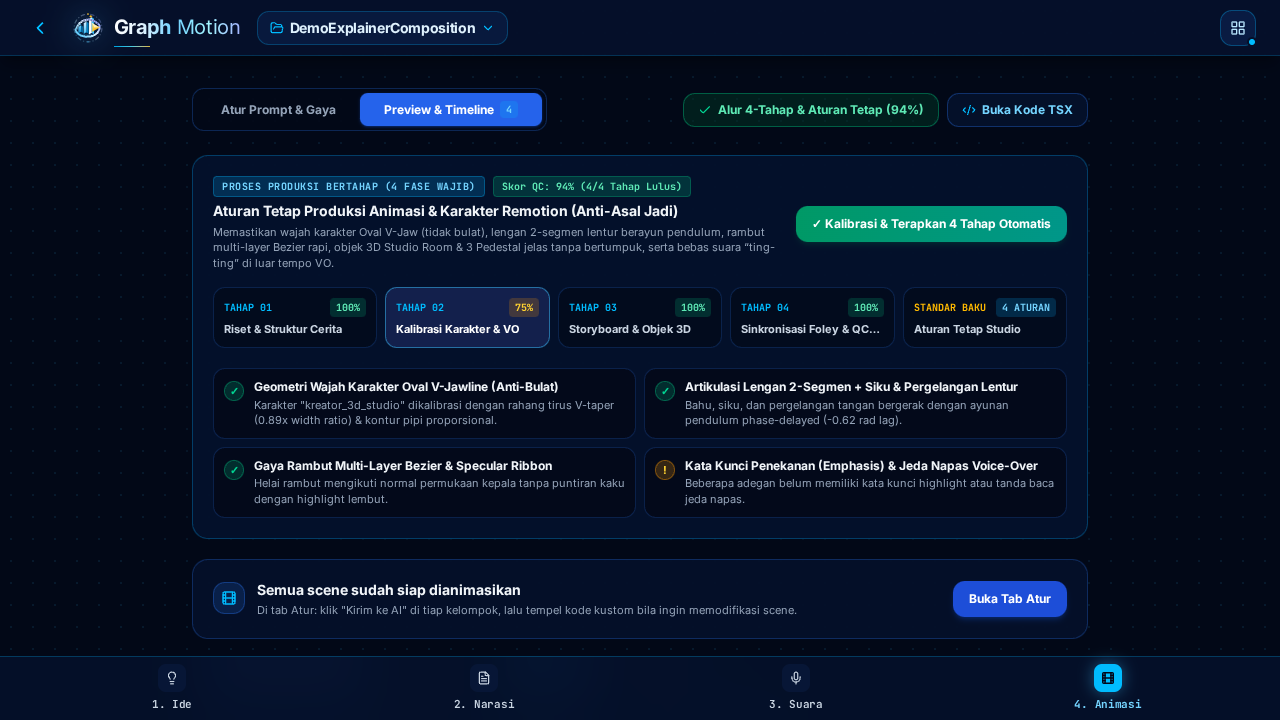 Graph Motion
DemoExplainerComposition
Atur Prompt & Gaya
Preview & Timeline 4
Alur 4-Tahap & Aturan Tetap (94%)
Buka Kode TSX
PROSES PRODUKSI BERTAHAP (4 FASE WAJIB)
Skor QC: 94% (4/4 Tahap Lulus)
Aturan Tetap Produksi Animasi & Karakter Remotion (Anti-Asal Jadi)
Memastikan wajah karakter Oval V-Jaw (tidak bulat), lengan 2-segmen lentur berayun pendulum, rambut
multi-layer Bezier rapi, objek 3D Studio Room & 3 Pedestal jelas tanpa bertumpuk, serta bebas suara "ting-
ting" di luar tempo VO.
✓ Kalibrasi & Terapkan 4 Tahap Otomatis
TAHAP 01 100%
Riset & Struktur Cerita
TAHAP 02 75%
Kalibrasi Karakter & VO
TAHAP 03 100%
Storyboard & Objek 3D
TAHAP 04 100%
Sinkronisasi Foley & QC...
STANDAR BAKU 4 ATURAN
Aturan Tetap Studio
✓ Geometri Wajah Karakter Oval V-Jawline (Anti-Bulat)
Karakter "kreator_3d_studio" dikalibrasi dengan rahang tirus V-taper
(0.89x width ratio) & kontur pipi proporsional.
✓ Artikulasi Lengan 2-Segmen + Siku & Pergelangan Lentur
Bahu, siku, dan pergelangan tangan bergerak dengan ayunan
pendulum phase-delayed (-0.62 rad lag).
✓ Gaya Rambut Multi-Layer Bezier & Specular Ribbon
Helai rambut mengikuti normal permukaan kepala tanpa puntiran kaku
dengan highlight lembut.
! Kata Kunci Penekanan (Emphasis) & Jeda Napas Voice-Over
Beberapa adegan belum memiliki kata kunci highlight atau tanda baca
jeda napas.
Semua scene sudah siap dianimasikan
Di tab Atur: klik "Kirim ke AI" di tiap kelompok, lalu tempel kode kustom bila ingin memodifikasi scene.
Buka Tab Atur
1. Ide
2. Narasi
3. Suara
4. Animasi